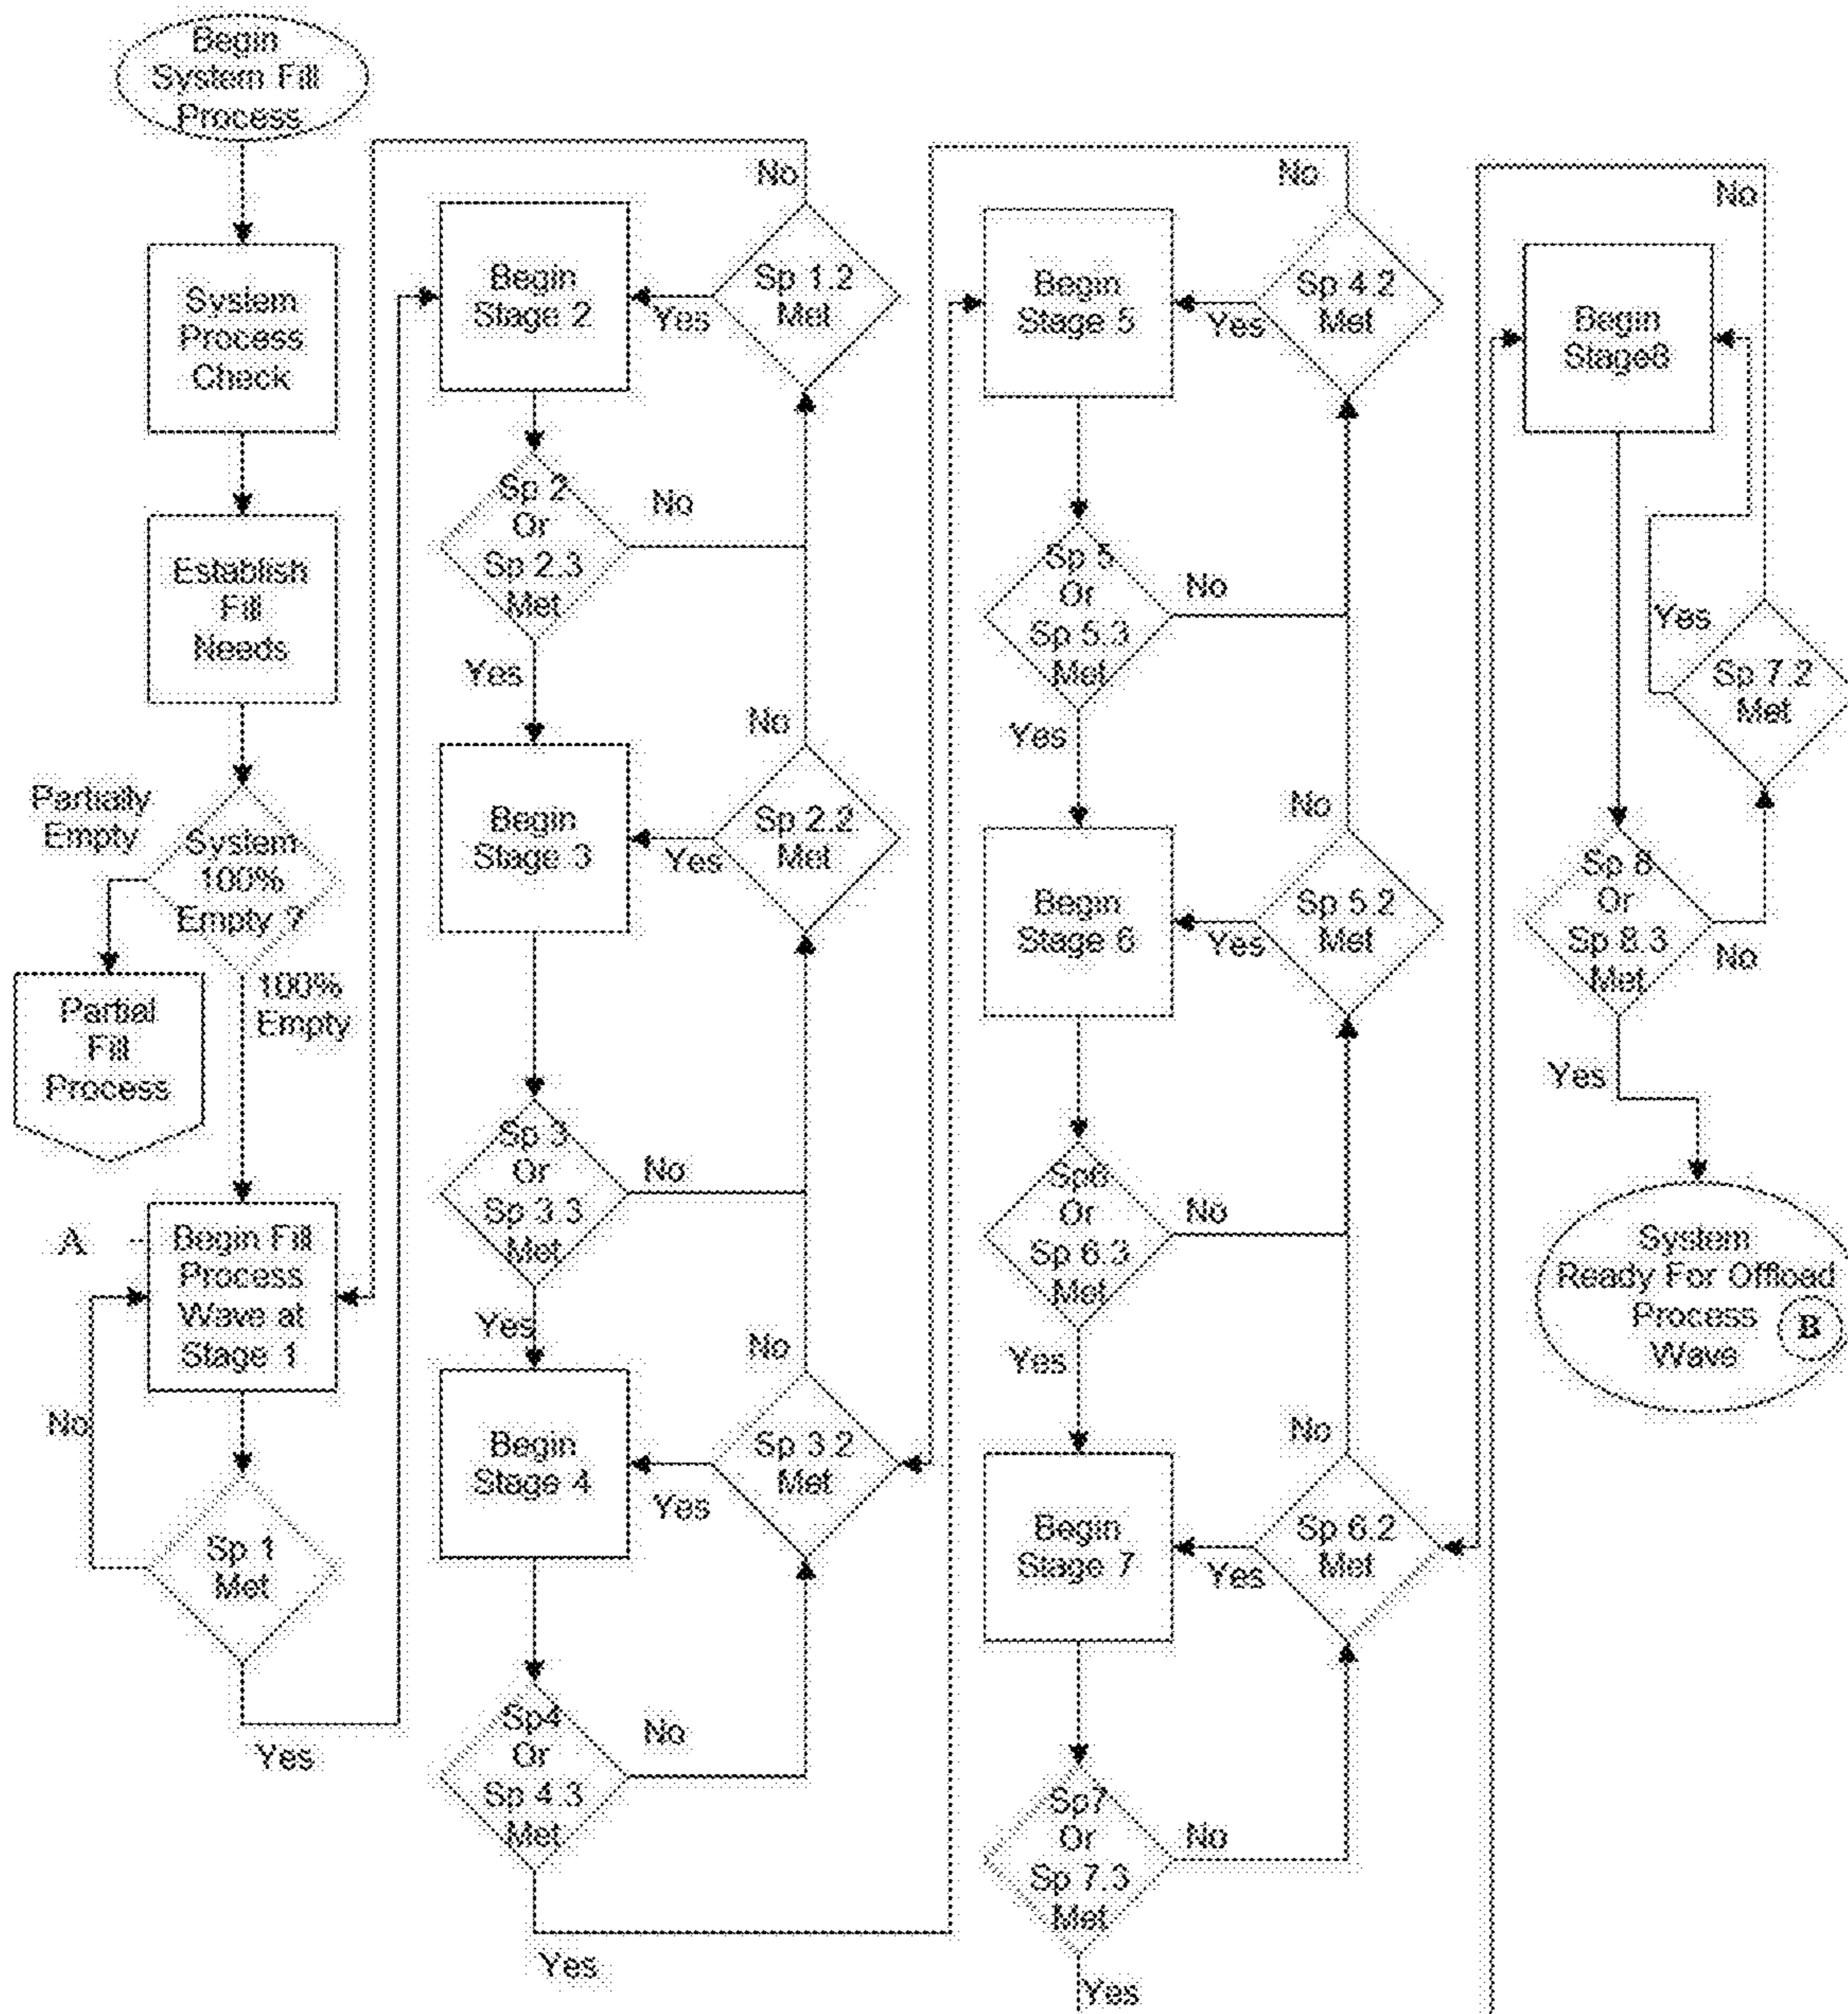 Begin
System Fill
Process
System
Process
Check
Establish
Fill
Needs
Partially
Empty
System
100%
Empty ?
100%
Empty
Partial
Fill
Process
A
Begin Fill
Process
Wave at
Stage 1
No
Sp 1
Met
Yes
No
Begin
Stage 2
Yes
Sp 1.2
Met
Sp 2
Or
Sp 2.3
Met
No
Yes
No
Begin
Stage 3
Yes
Sp 2.2
Met
Sp 3
Or
Sp 3.3
Met
No
Yes
No
Begin
Stage 4
Yes
Sp 3.2
Met
Sp4
Or
Sp 4.3
Met
No
Yes
No
Begin
Stage 5
Yes
Sp 4.2
Met
Sp 5
Or
Sp 5.3
Met
No
Yes
No
Begin
Stage 6
Yes
Sp 5.2
Met
Sp6
Or
Sp 6.3
Met
No
Yes
No
Begin
Stage 7
Yes
Sp 6.2
Met
Sp7
Or
Sp 7.3
Met
No
Yes
No
Begin
Stage8
Yes
Sp 7.2
Met
Sp 8
Or
Sp 8.3
Met
No
Yes
System
Ready For Offload
Process
Wave
B